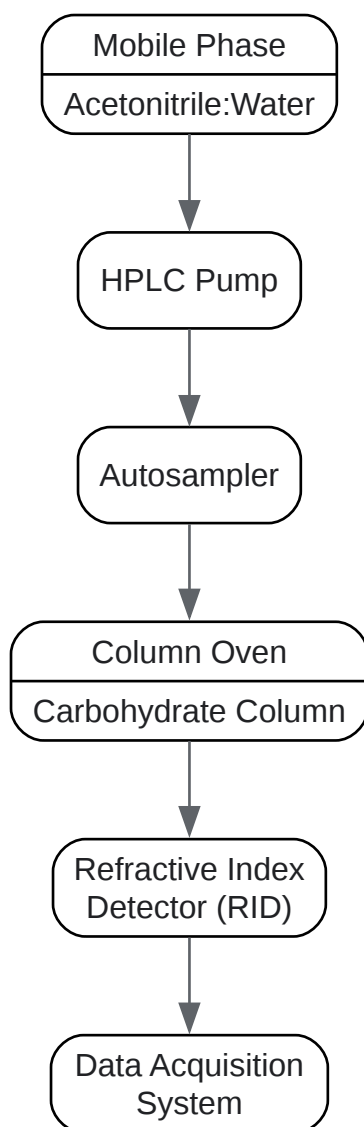 Mobile Phase
Acetonitrile:Water
HPLC Pump
Autosampler
Column Oven
Carbohydrate Column
Refractive Index
Detector (RID)
Data Acquisition
System